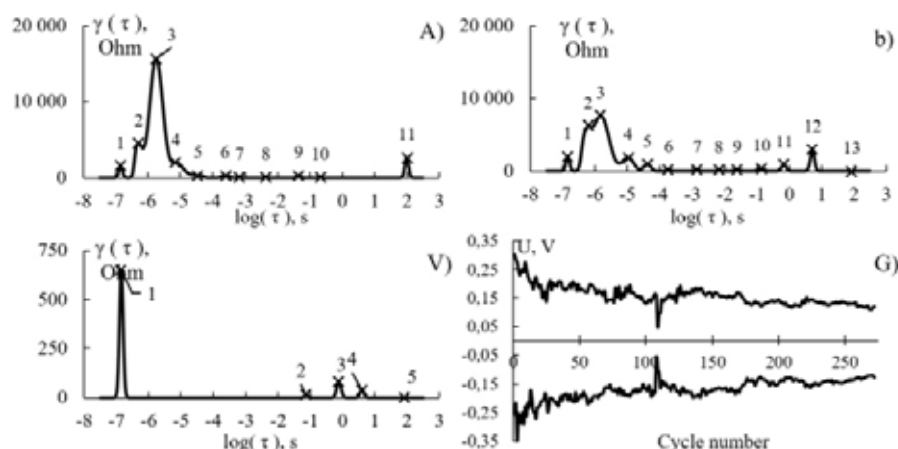 γ(τ), Ohm
A)
20 000
10 000
0
1
2
3
4
5
6
7
8
9
10
11
-8 -7 -6 -5 -4 -3 -2 -1 0 1 2 3
log(τ), s
γ(τ), Ohm
b)
20 000
10 000
0
1
2
3
4
5
6
7
8
9
10
11
12
13
-8 -7 -6 -5 -4 -3 -2 -1 0 1 2 3
log(τ), s
γ(τ), Ohm
V)
750
500
250
0
1
2
3
4
5
-8 -7 -6 -5 -4 -3 -2 -1 0 1 2 3
log(τ), s
U, V
G)
0,35
0,25
0,15
0,05
-0,05
-0,15
-0,25
-0,35
0 50 100 150 200 250
Cycle number